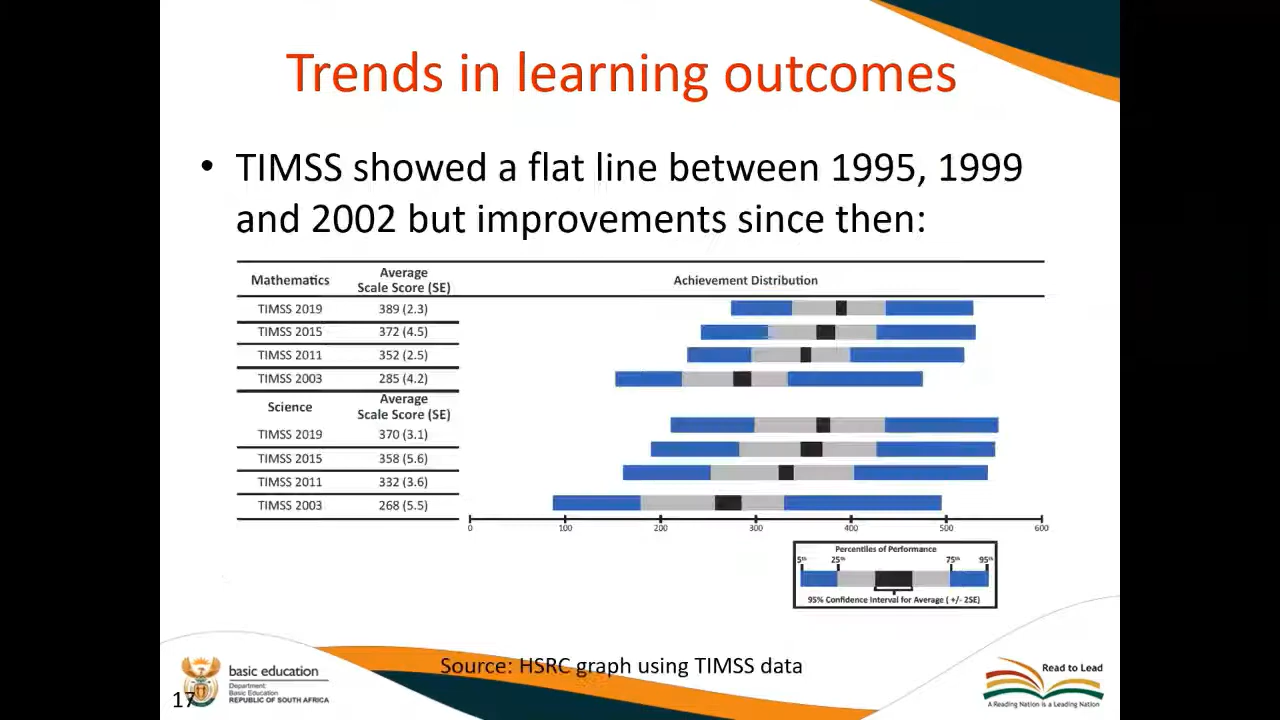 Trends in learning outcomes
• TIMSS showed a flat line between 1995, 1999
and 2002 but improvements since then:
Mathematics Average Scale Score (SE) Achievement Distribution
TIMSS 2019 389 (2.3)
TIMSS 2015 372 (4.5)
TIMSS 2011 352 (2.5)
TIMSS 2003 285 (4.2)
Science Average Scale Score (SE)
TIMSS 2019 370 (3.1)
TIMSS 2015 358 (5.6)
TIMSS 2011 332 (3.6)
TIMSS 2003 268 (5.5)
0 100 200 300 400 500 600
Percentiles of Performance
5th 25th 75th 95th
95% Confidence Interval for Average ( +/- 2SE)
Source: HSRC graph using TIMSS data
basic education
Department:
Basic Education
REPUBLIC OF SOUTH AFRICA
17
Read to Lead
A Reading Nation is a Leading Nation